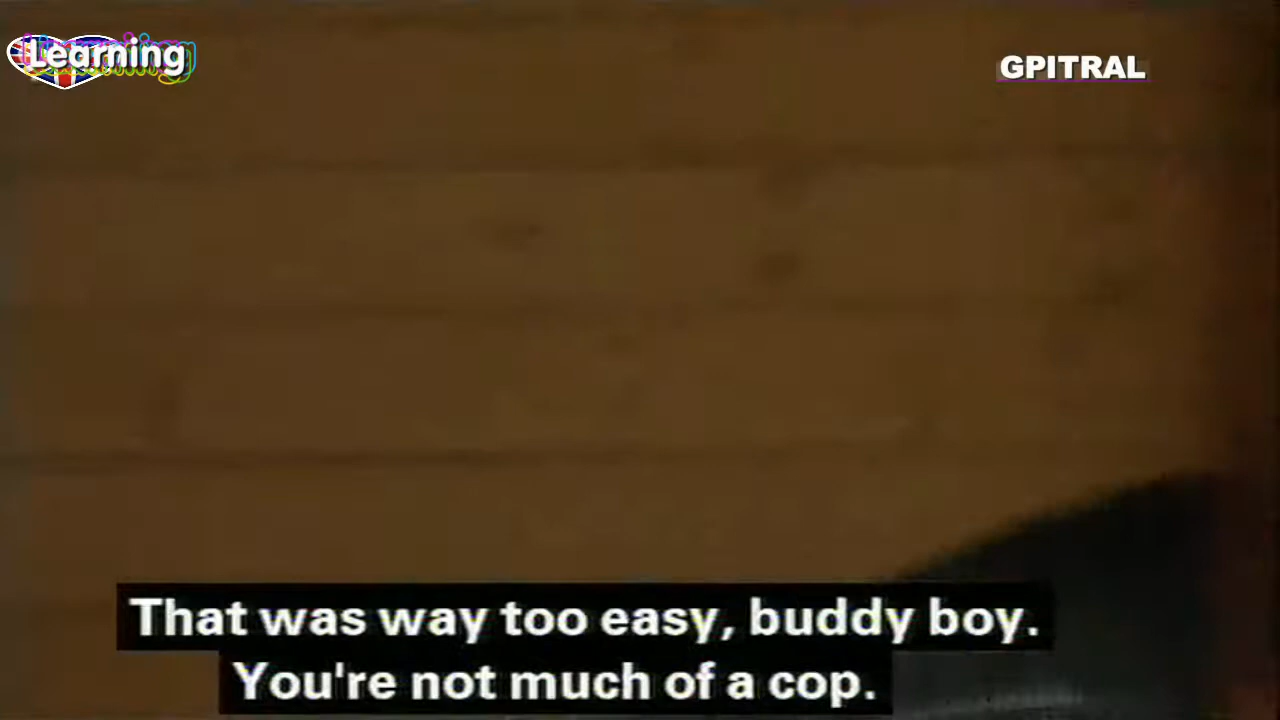 Learning
GPITRAL
That was way too easy, buddy boy.
You're not much of a cop.